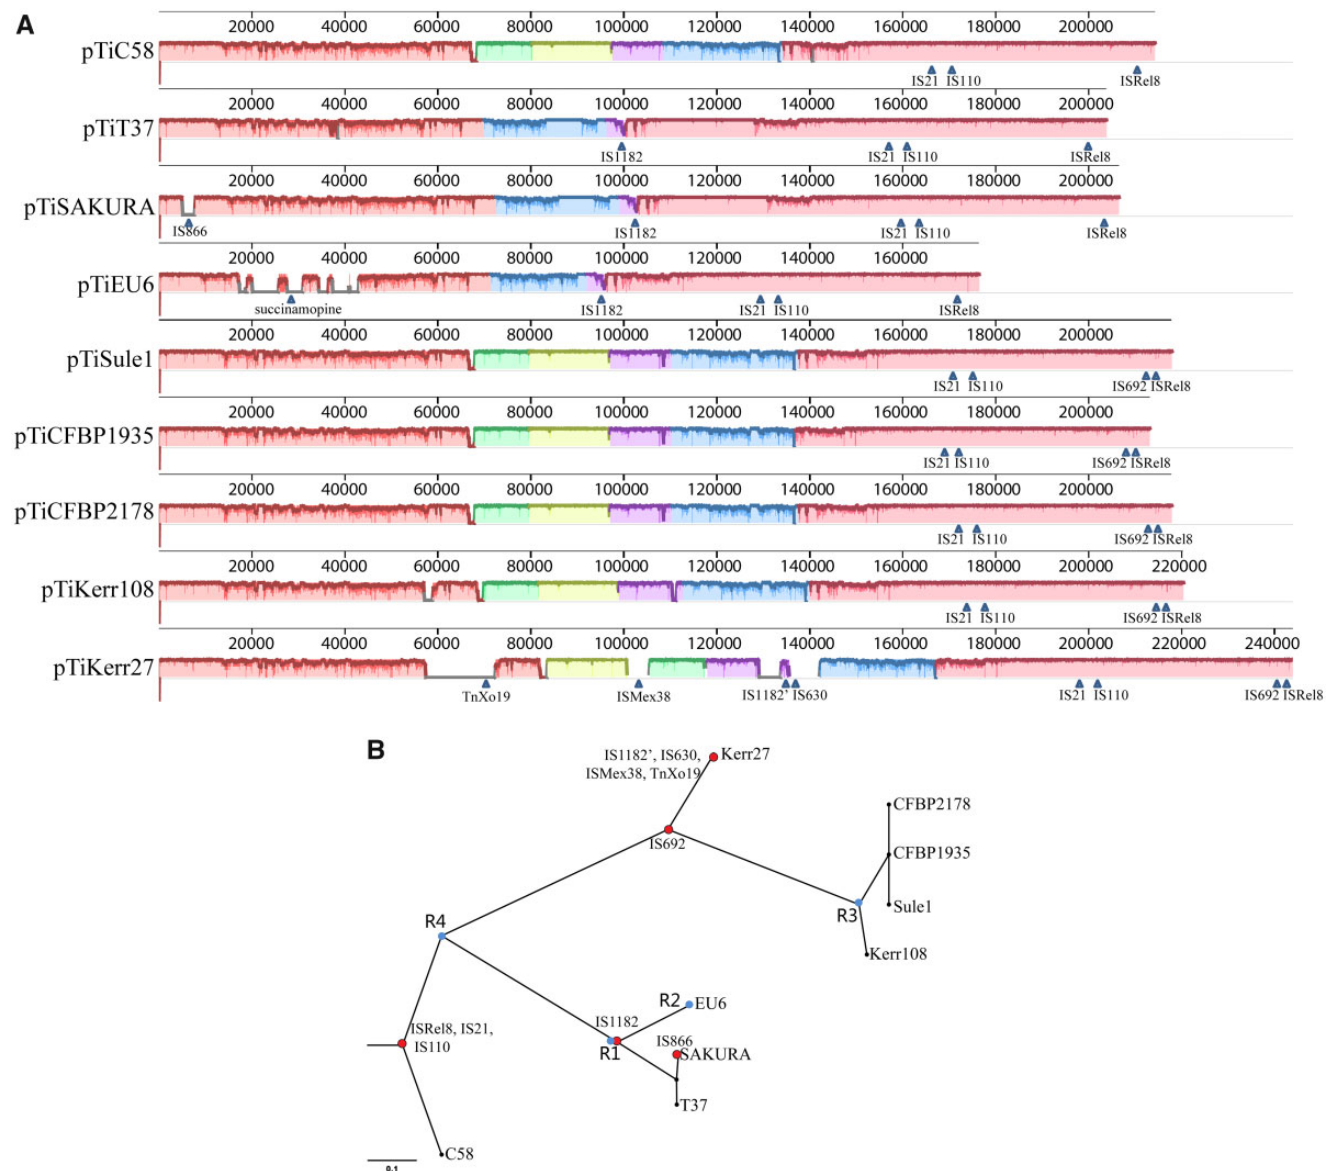 A
20000 40000 60000 80000 100000 120000 140000 160000 180000 200000
pTiC58
IS21 IS110 ISRel8
20000 40000 60000 80000 100000 120000 140000 160000 180000 200000
pTiT37
IS1182 IS21 IS110 ISRel8
20000 40000 60000 80000 100000 120000 140000 160000 180000 200000
pTiSAKURA
IS866 IS1182 IS21 IS110 ISRel8
20000 40000 60000 80000 100000 120000 140000 160000
pTiEU6
succinamopine IS1182 IS21 IS110 ISRel8
20000 40000 60000 80000 100000 120000 140000 160000 180000 200000
pTiSule1
IS21 IS110 IS692 ISRel8
20000 40000 60000 80000 100000 120000 140000 160000 180000 200000
pTiCFBP1935
IS21 IS110 IS692 ISRel8
20000 40000 60000 80000 100000 120000 140000 160000 180000 200000
pTiCFBP2178
IS21 IS110 IS692 ISRel8
20000 40000 60000 80000 100000 120000 140000 160000 180000 200000 220000
pTiKerr108
IS21 IS110 IS692 ISRel8
20000 40000 60000 80000 100000 120000 140000 160000 180000 200000 220000 240000
pTiKerr27
TnXo19 ISMex38 IS1182' IS630 IS21 IS110 IS692 ISRel8
B
IS1182’, IS630, Kerr27
ISMex38, TnXo19
CFBP2178
IS692
CFBP1935
R3 Sule1
R4
Kerr108
R2 EU6
IS1182
ISRel8, IS21,
IS110
R1
IS866
SAKURA
T37
C58
0.1